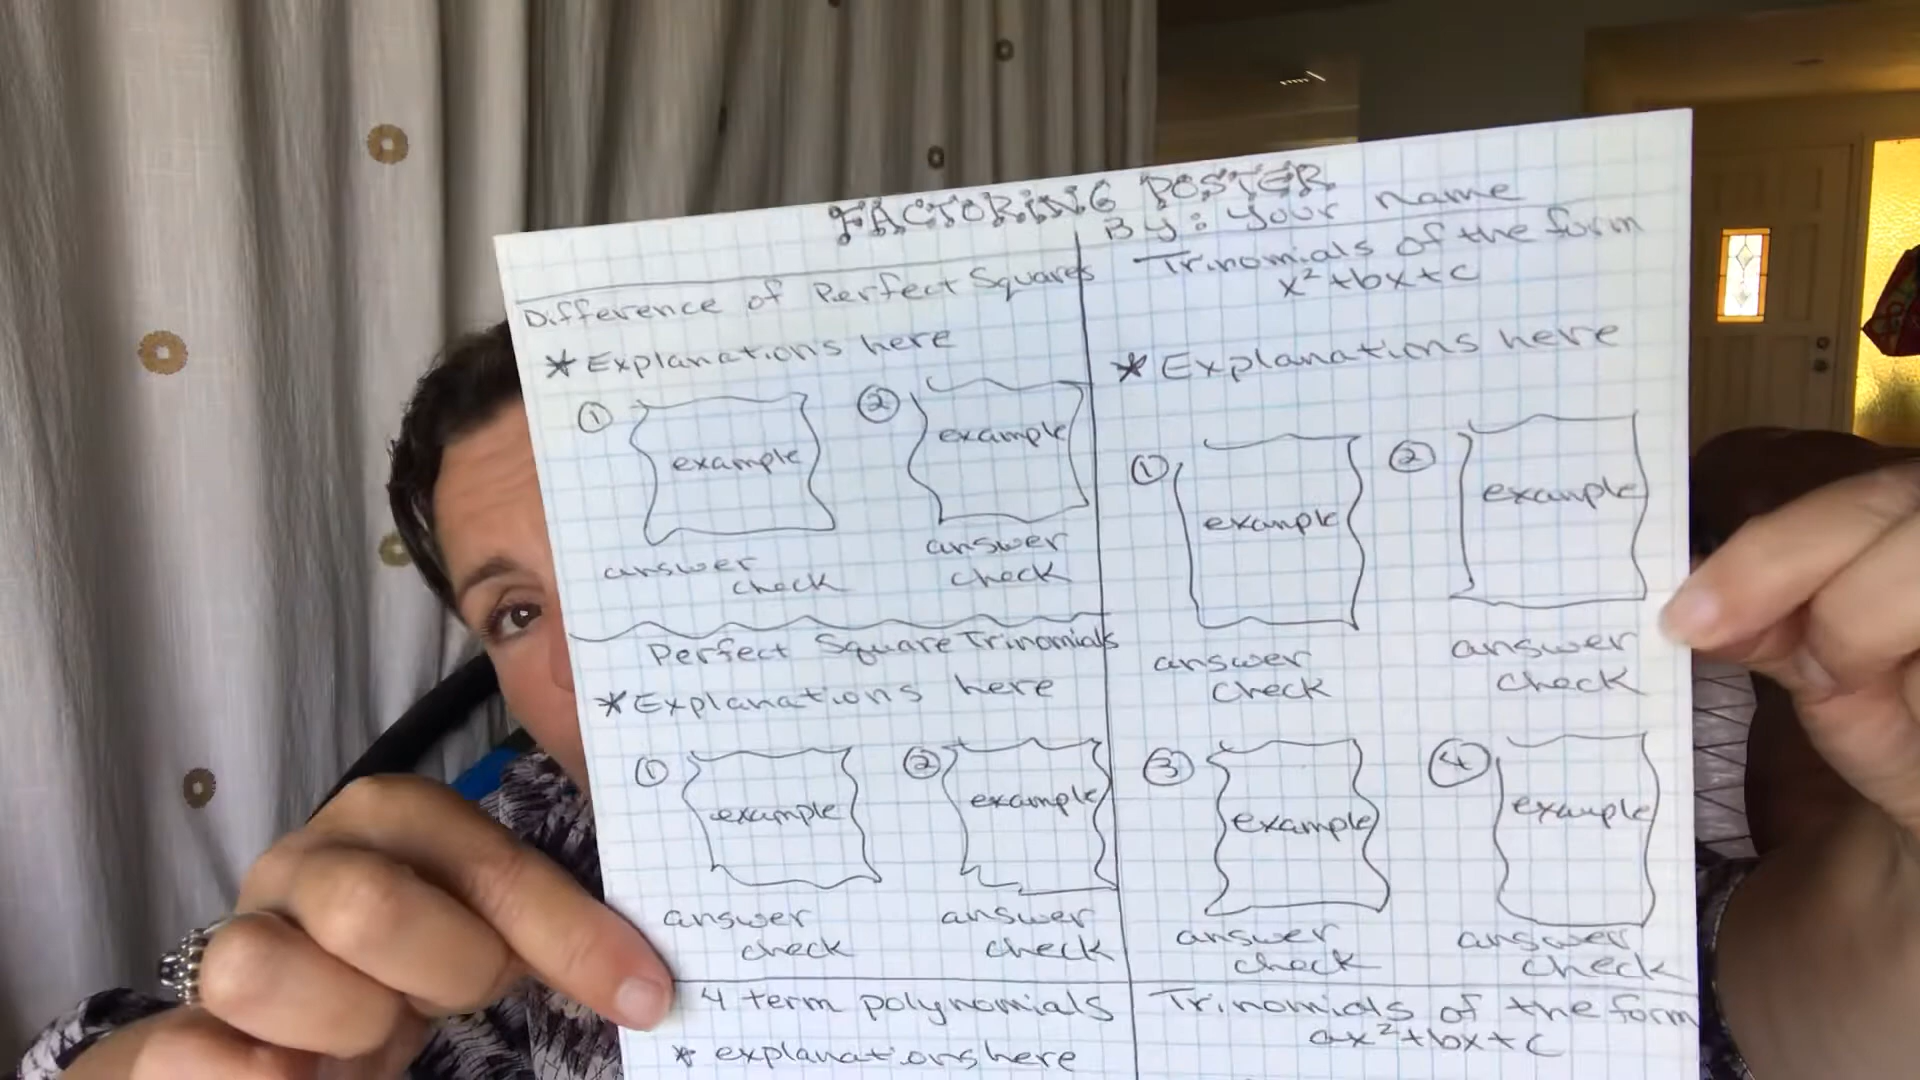 FACTORING POSTER
By: Your name
Difference of Perfect Squares
* Explanations here
① example
② example
answer
check
answer
check
Perfect Square Trinomials
* Explanations here
① example
② example
answer
check
answer
check
4 term polynomials
* explanations here
Trinomials of the form
x²+bx+c
* Explanations here
① example
② example
answer
check
answer
check
③ example
④ example
answer
check
answer
check
Trinomials of the form
ax²+bx+c